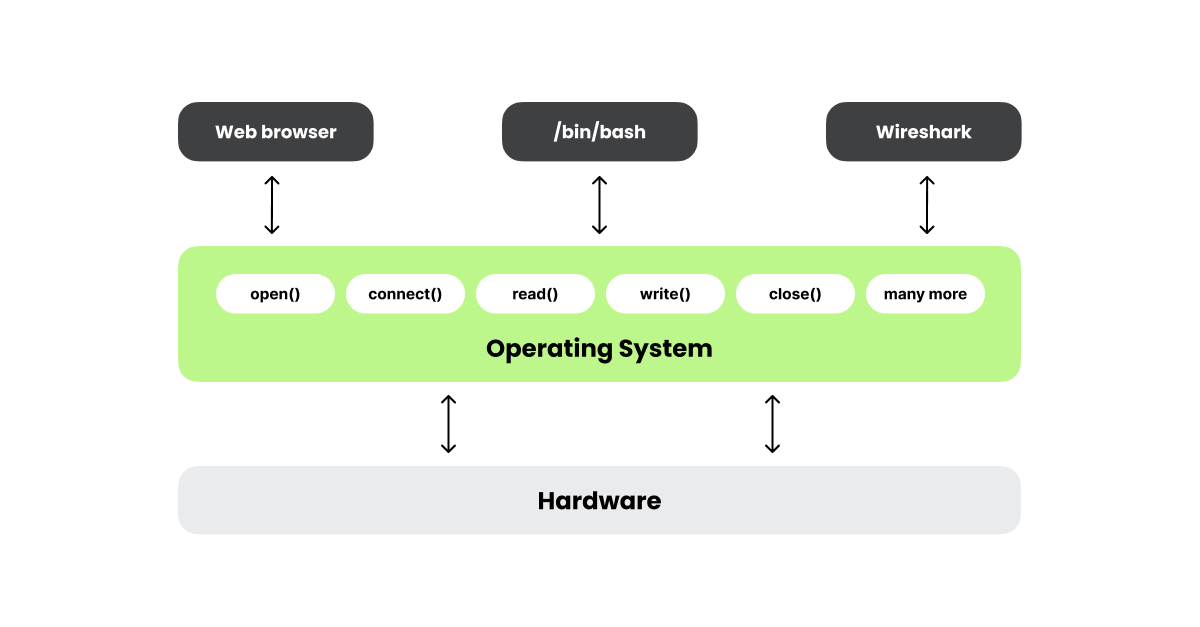 Web browser
/bin/bash
Wireshark
open()
connect()
read()
write()
close()
many more
Operating System
Hardware